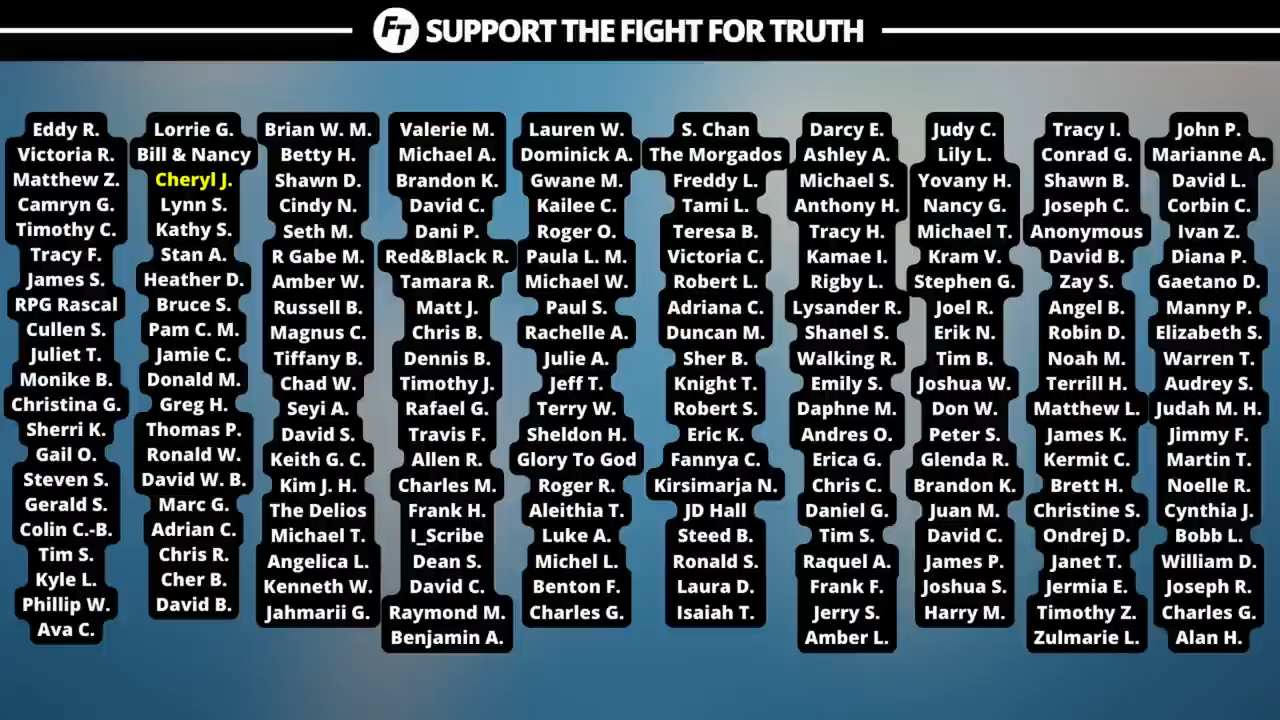 FT SUPPORT THE FIGHT FOR TRUTH
Eddy R.
Victoria R.
Matthew Z.
Camryn G.
Timothy C.
Tracy F.
James S.
RPG Rascal
Cullen S.
Juliet T.
Monike B.
Christina G.
Sherri K.
Gail O.
Steven S.
Gerald S.
Colin C.-B.
Tim S.
Kyle L.
Phillip W.
Ava C.
Lorrie G.
Bill & Nancy
Cheryl J.
Lynn S.
Kathy S.
Stan A.
Heather D.
Bruce S.
Pam C. M.
Jamie C.
Donald M.
Greg H.
Thomas P.
Ronald W.
David W. B.
Marc G.
Adrian C.
Chris R.
Cher B.
David B.
Brian W. M.
Betty H.
Shawn D.
Cindy N.
Seth M.
R Gabe M.
Amber W.
Russell B.
Magnus C.
Tiffany B.
Chad W.
Seyi A.
David S.
Keith G. C.
Kim J. H.
The Delios
Michael T.
Angelica L.
Kenneth W.
Jahmarii G.
Valerie M.
Michael A.
Brandon K.
David C.
Dani P.
Red&Black R.
Tamara R.
Matt J.
Chris B.
Dennis B.
Timothy J.
Rafael G.
Travis F.
Allen R.
Charles M.
Frank H.
I_Scribe
Dean S.
David C.
Raymond M.
Benjamin A.
Lauren W.
Dominick A.
Gwane M.
Kailee C.
Roger O.
Paula L. M.
Michael W.
Paul S.
Rachelle A.
Julie A.
Jeff T.
Terry W.
Sheldon H.
Glory To God
Roger R.
Aleithia T.
Luke A.
Michel L.
Benton F.
Charles G.
S. Chan
The Morgados
Freddy L.
Tami L.
Teresa B.
Victoria C.
Robert L.
Adriana C.
Duncan M.
Sher B.
Knight T.
Robert S.
Eric K.
Fannya C.
Kirsimarja N.
JD Hall
Steed B.
Ronald S.
Laura D.
Isaiah T.
Darcy E.
Ashley A.
Michael S.
Anthony H.
Tracy H.
Kamae I.
Rigby L.
Lysander R.
Shanel S.
Walking R.
Emily S.
Daphne M.
Andres O.
Erica G.
Chris C.
Daniel G.
Tim S.
Raquel A.
Frank F.
Jerry S.
Amber L.
Judy C.
Lily L.
Yovany H.
Nancy G.
Michael T.
Kram V.
Stephen G.
Joel R.
Erik N.
Tim B.
Joshua W.
Don W.
Peter S.
Glenda R.
Brandon K.
Juan M.
David C.
James P.
Joshua S.
Harry M.
Tracy I.
Conrad G.
Shawn B.
Joseph C.
Anonymous
David B.
Zay S.
Angel B.
Robin D.
Noah M.
Terrill H.
Matthew L.
James K.
Kermit C.
Brett H.
Christine S.
Ondrej D.
Janet T.
Jermia E.
Timothy Z.
Zulmarie L.
John P.
Marianne A.
David L.
Corbin C.
Ivan Z.
Diana P.
Gaetano D.
Manny P.
Elizabeth S.
Warren T.
Audrey S.
Judah M. H.
Jimmy F.
Martin T.
Noelle R.
Cynthia J.
Bobb L.
William D.
Joseph R.
Charles G.
Alan H.